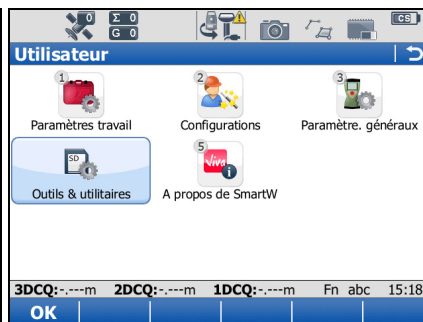 0 Σ 0 CS
G 0
Utilisateur
1 2 3
Paramètres travail Configurations Paramètre. généraux
SD 5 Viva
Outils & utilitaires A propos de SmartW
3DCQ:-.---m 2DCQ:-.---m 1DCQ:-.---m Fn abc 15:18
OK